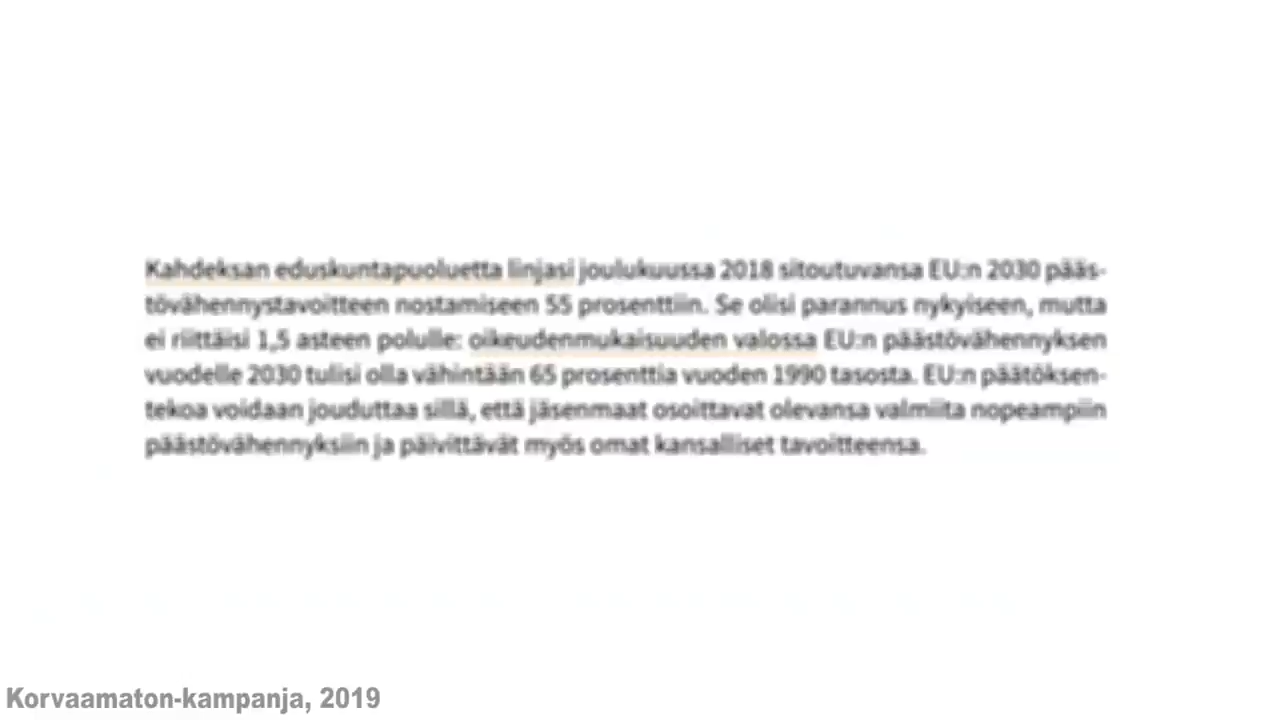 Kahdeksan eduskuntapuoluetta linjasi joulukuussa 2018 sitoutuvansa EU:n 2030 pääs-
tövähennystavoitteen nostamiseen 55 prosenttiin. Se olisi parannus nykyiseen, mutta
ei riittäisi 1,5 asteen polulle: oikeudenmukaisuuden valossa EU:n päästövähennyksen
vuodelle 2030 tulisi olla vähintään 65 prosenttia vuoden 1990 tasosta. EU:n päätöksen-
tekoa voidaan jouduttaa sillä, että jäsenmaat osoittavat olevansa valmiita nopeampiin
päästövähennyksiin ja päivittävät myös omat kansalliset tavoitteensa.
Korvaamaton-kampanja, 2019